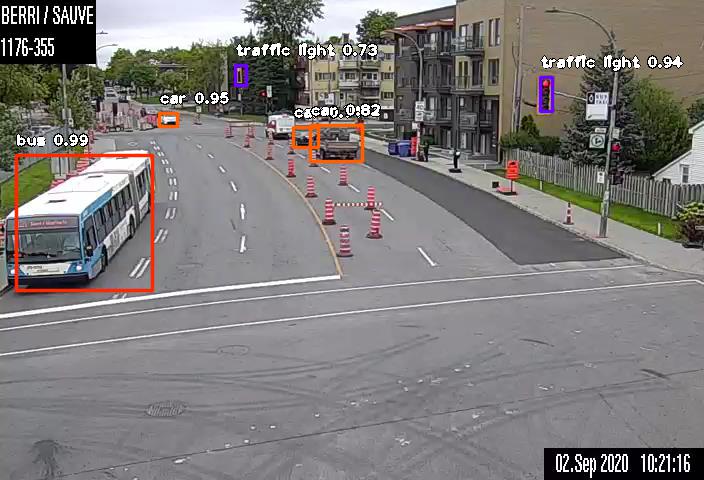 BERRI / SAUVE
1176-355
traffic light 0.73
traffic light 0.94
car 0.95
car 0.82
bus 0.99
02.Sep 2020 10:21:16